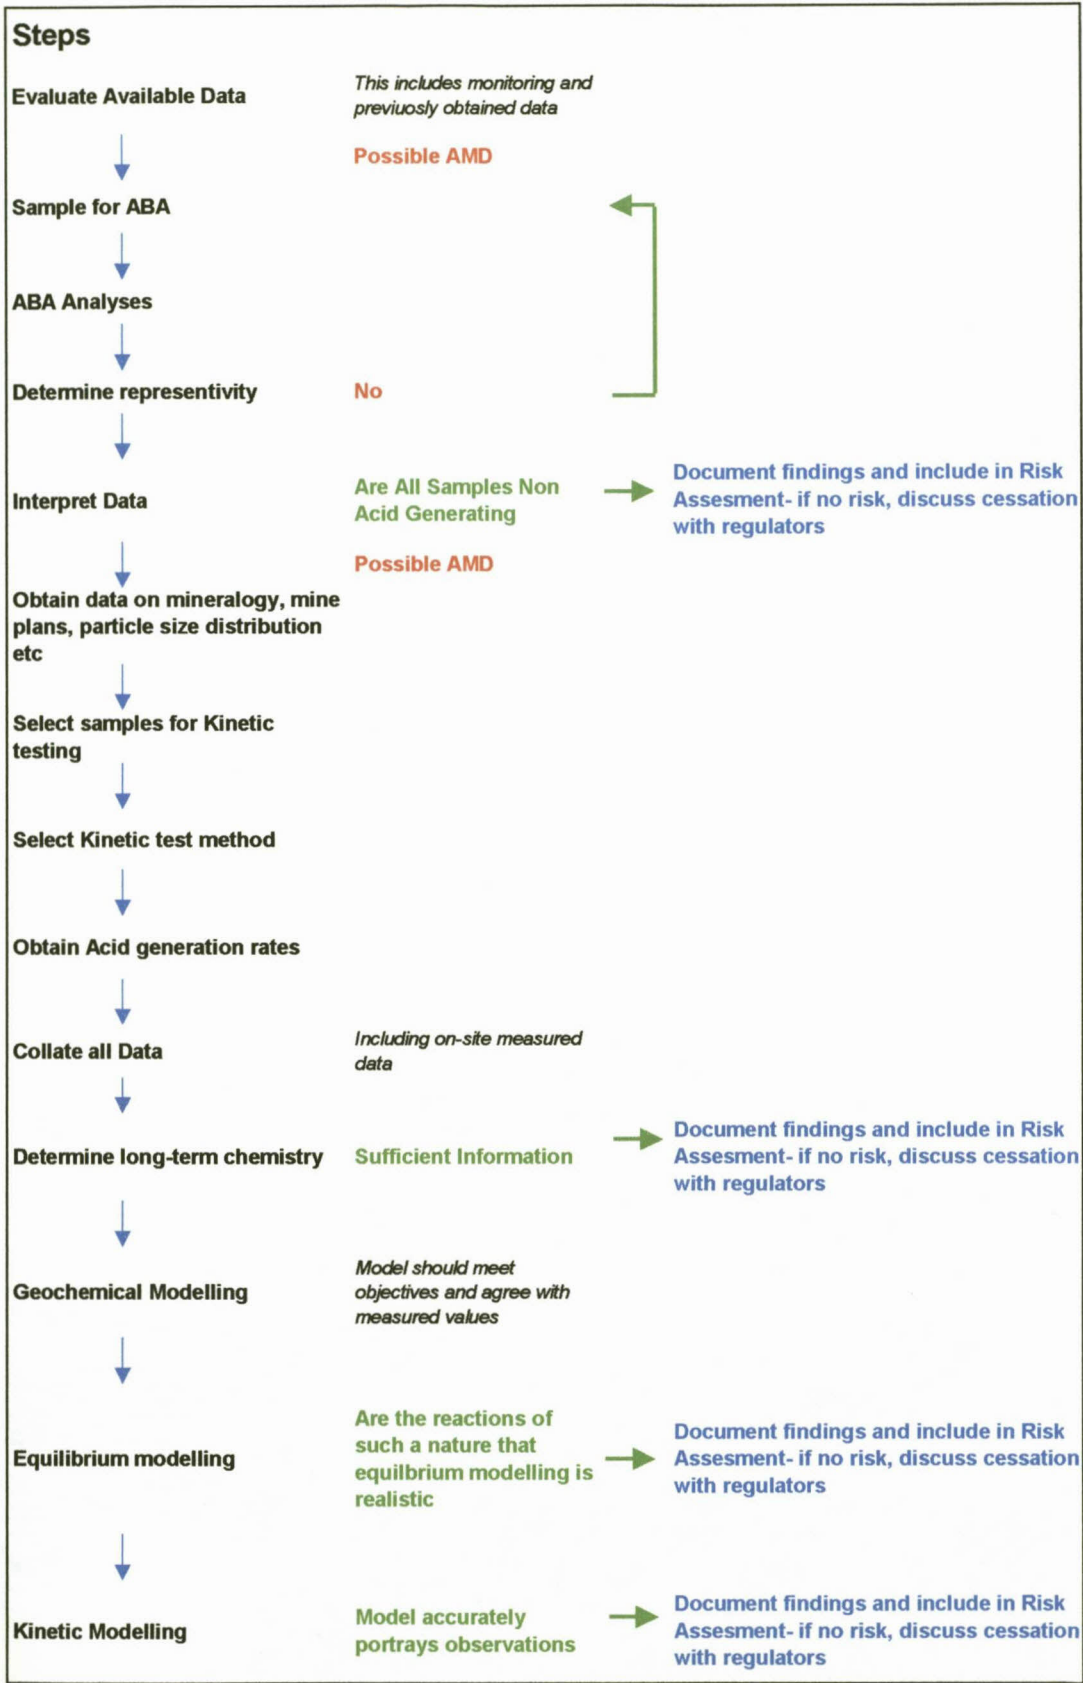 Steps
Evaluate Available Data
This includes monitoring and
previuosly obtained data
Possible AMD
Sample for ABA
ABA Analyses
Determine representivity
No
Interpret Data
Are All Samples Non
Acid Generating
Document findings and include in Risk
Assesment- if no risk, discuss cessation
with regulators
Possible AMD
Obtain data on mineralogy, mine
plans, particle size distribution
etc
Select samples for Kinetic
testing
Select Kinetic test method
Obtain Acid generation rates
Collate all Data
Including on-site measured
data
Determine long-term chemistry
Sufficient Information
Document findings and include in Risk
Assesment- if no risk, discuss cessation
with regulators
Geochemical Modelling
Model should meet
objectives and agree with
measured values
Equilibrium modelling
Are the reactions of
such a nature that
equilbrium modelling is
realistic
Document findings and include in Risk
Assesment- if no risk, discuss cessation
with regulators
Kinetic Modelling
Model accurately
portrays observations
Document findings and include in Risk
Assesment- if no risk, discuss cessation
with regulators